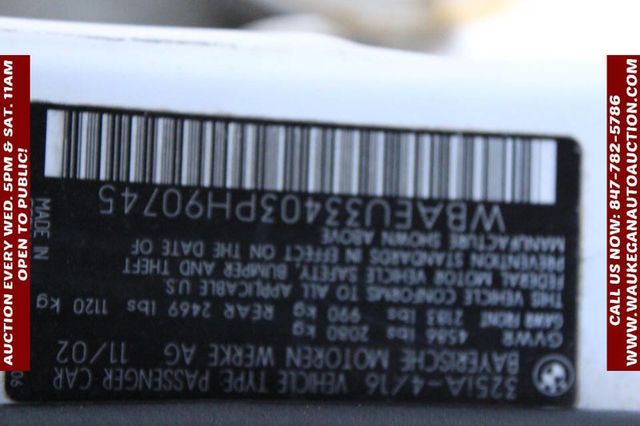 AUCTION EVERY WED. 5PM & SAT. 11AM
OPEN TO PUBLIC!
325iA-4/16 VEHICLE TYPE PASSENGER CAR
BAYERISCHE MOTOREN WERKE AG 11/02
GVWR 4586 lbs 2080 kg
GAWR FRONT 2183 lbs 990 kg REAR 2469 lbs 1120 kg
THIS VEHICLE CONFORMS TO ALL APPLICABLE U.S.
FEDERAL MOTOR VEHICLE SAFETY, BUMPER AND THEFT
PREVENTION STANDARDS IN EFFECT ON THE DATE OF
MANUFACTURE SHOWN ABOVE
WBAEU33403PH90745
MADE IN
CALL US NOW: 847-782-5786
WWW.WAUKEGANAUTOAUCTION.COM